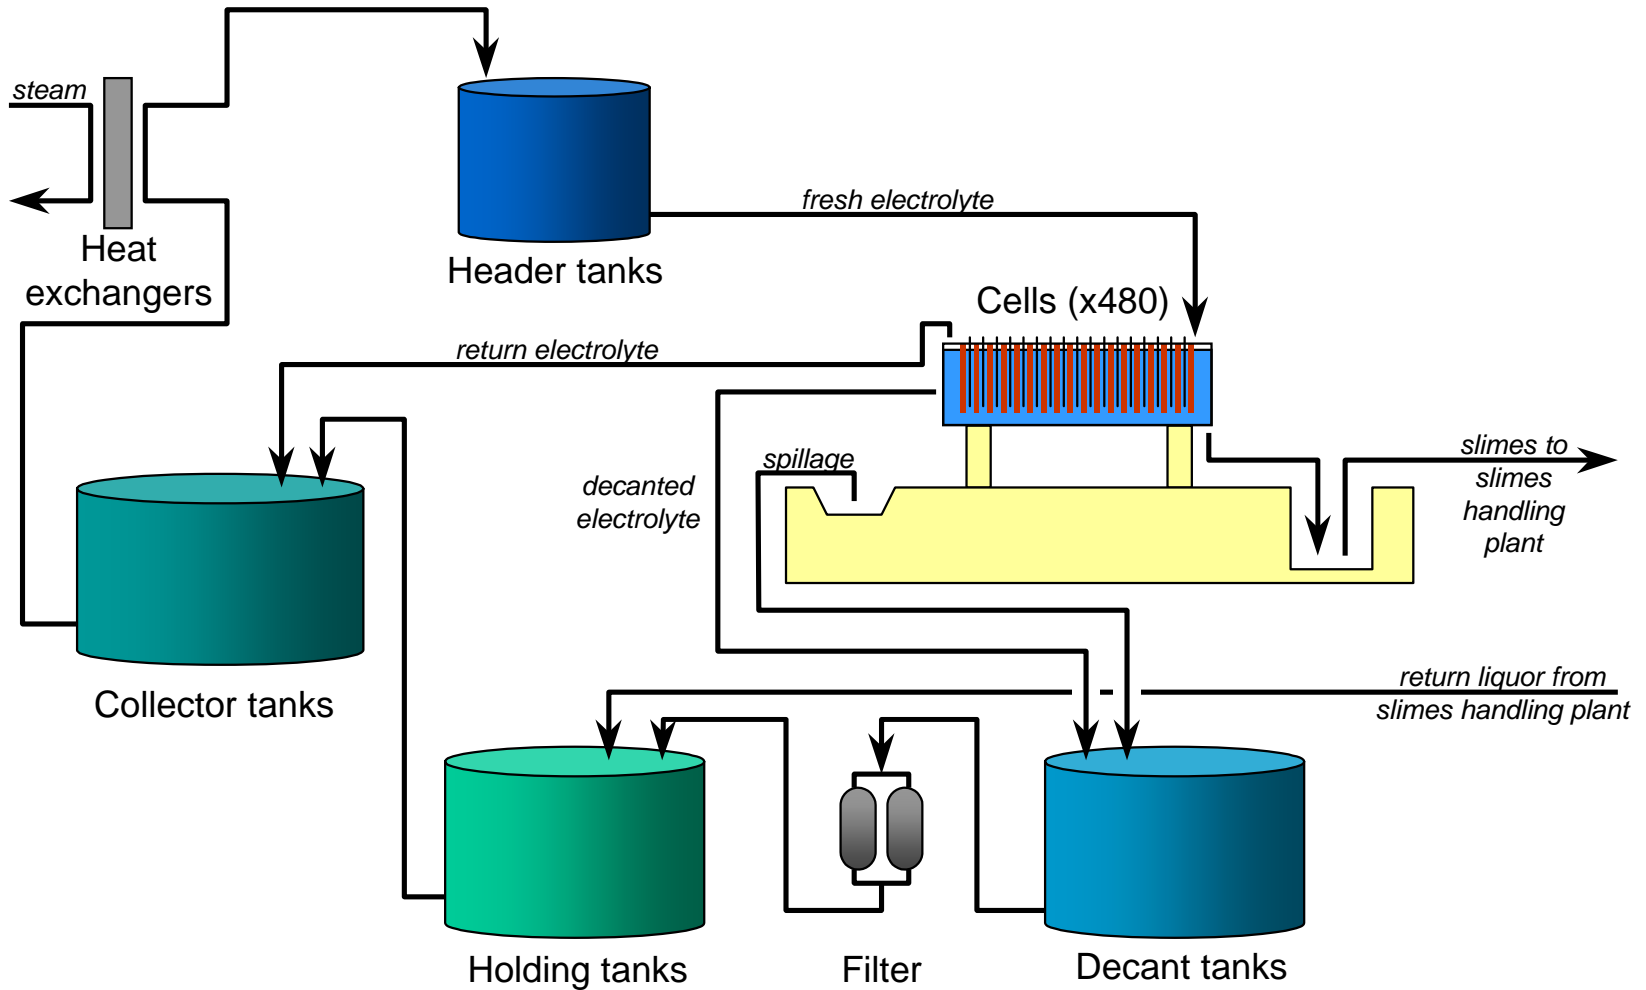 steam
Heat
exchangers
Header tanks
fresh electrolyte
Cells (x480)
return electrolyte
spillage
decanted
electrolyte
slimes to
slimes
handling
plant
Collector tanks
return liquor from
slimes handling plant
Holding tanks
Filter
Decant tanks